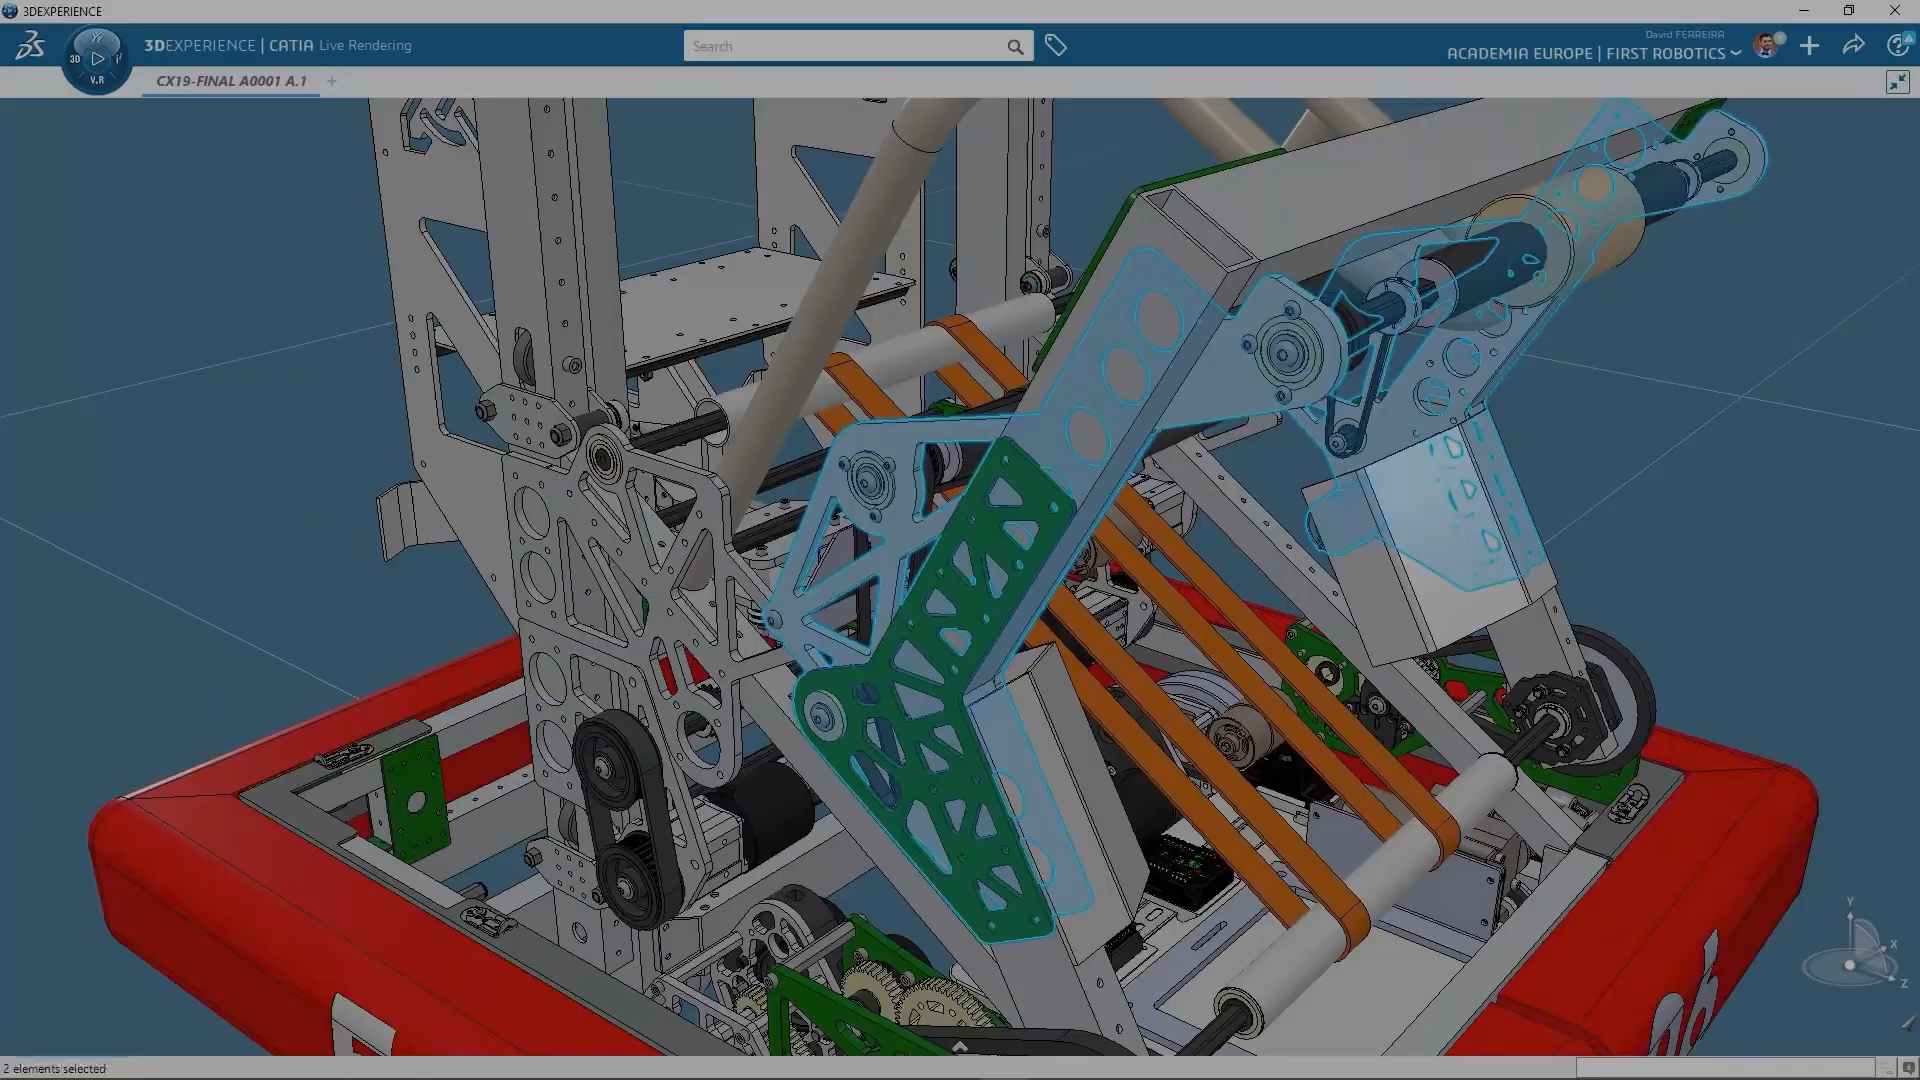 3DEXPERIENCE
3DEXPERIENCE | CATIA Live Rendering
3D
V.R
Search
David FERREIRA
ACADEMIA EUROPE | FIRST ROBOTICS
CX19-FINAL A0001 A.1
Y
X
Z
2 elements selected